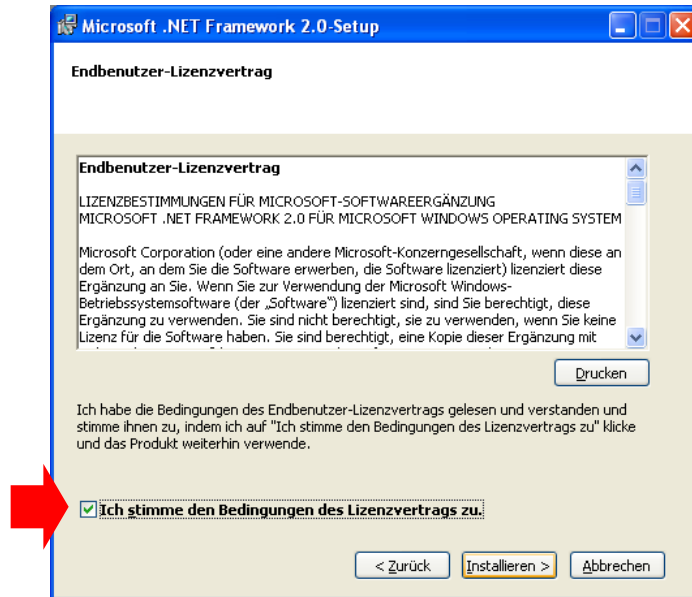 Microsoft .NET Framework 2.0-Setup
Endbenutzer-Lizenzvertrag
Endbenutzer-Lizenzvertrag
LIZENZBESTIMMUNGEN FÜR MICROSOFT-SOFTWAREERGÄNZUNG
MICROSOFT .NET FRAMEWORK 2.0 FÜR MICROSOFT WINDOWS OPERATING SYSTEM
Microsoft Corporation (oder eine andere Microsoft-Konzerngesellschaft, wenn diese an
dem Ort, an dem Sie die Software erwerben, die Software lizenziert) lizenziert diese
Ergänzung an Sie. Wenn Sie zur Verwendung der Microsoft Windows-
Betriebssystemsoftware (der „Software“) lizenziert sind, sind Sie berechtigt, diese
Ergänzung zu verwenden. Sie sind nicht berechtigt, sie zu verwenden, wenn Sie keine
Lizenz für die Software haben. Sie sind berechtigt, eine Kopie dieser Ergänzung mit
Drucken
Ich habe die Bedingungen des Endbenutzer-Lizenzvertrags gelesen und verstanden und
stimme ihnen zu, indem ich auf "Ich stimme den Bedingungen des Lizenzvertrags zu" klicke
und das Produkt weiterhin verwende.
Ich stimme den Bedingungen des Lizenzvertrags zu.
< Zurück
Installieren >
Abbrechen